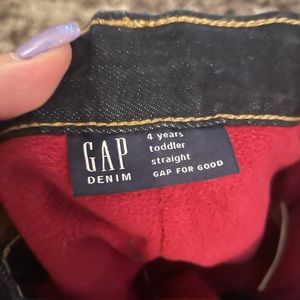 GAP
DENIM
4 years
toddler
straight
GAP FOR GOOD